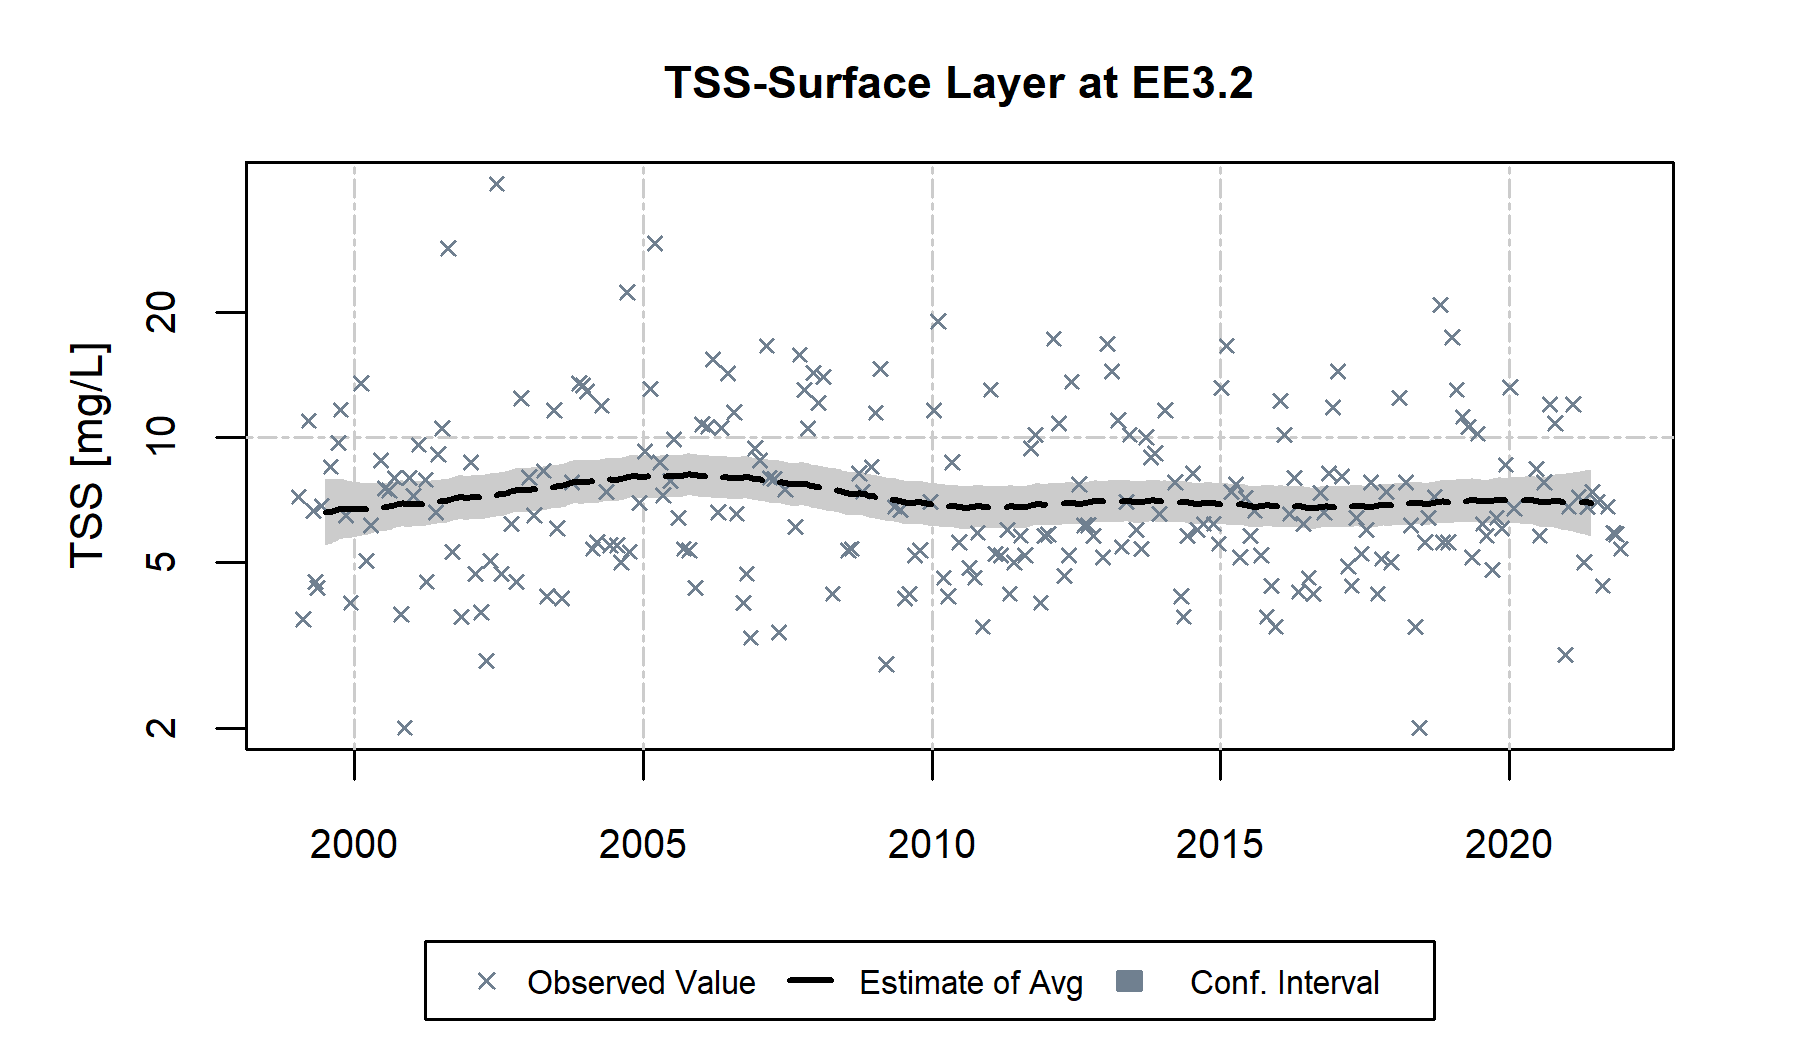 TSS-Surface Layer at EE3.2
TSS [mg/L]
20
10
5
2
2000 2005 2010 2015 2020
Observed Value Estimate of Avg Conf. Interval